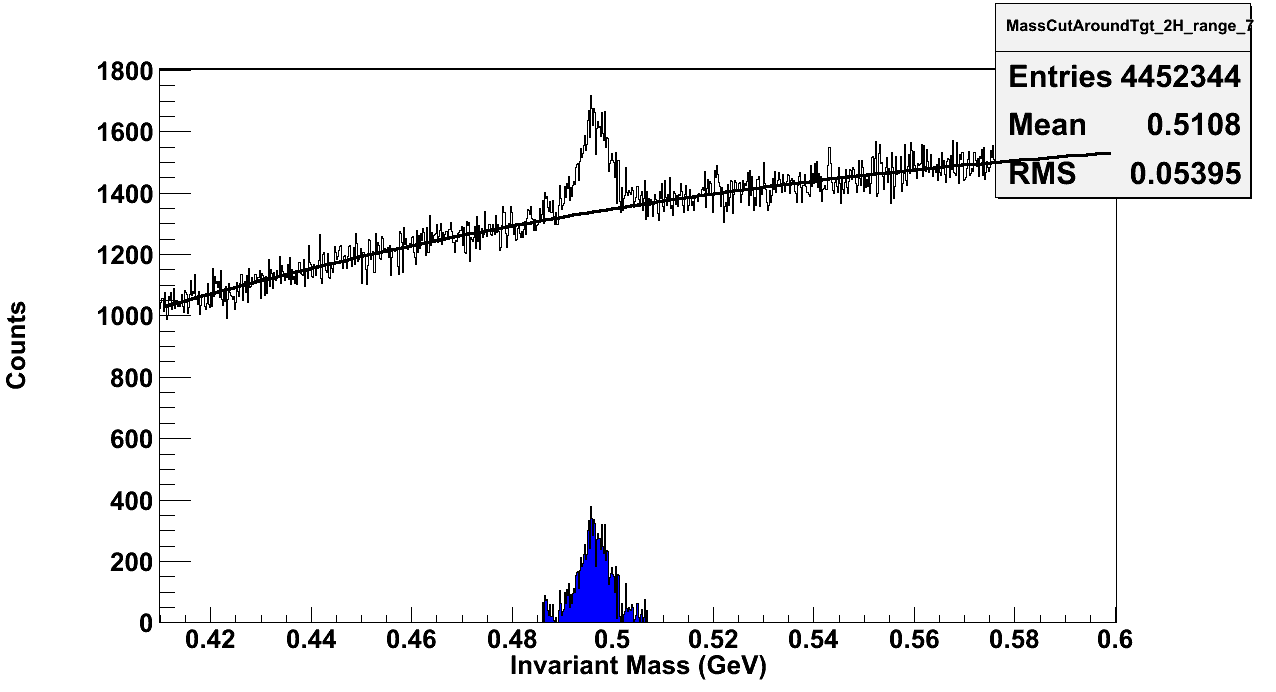 MassCutAroundTgt_2H_range_7
Entries 4452344
Mean 0.5108
RMS 0.05395
1800
1600
1400
1200
1000
800
600
400
200
0
Counts
0.42 0.44 0.46 0.48 0.5 0.52 0.54 0.56 0.58 0.6
Invariant Mass (GeV)